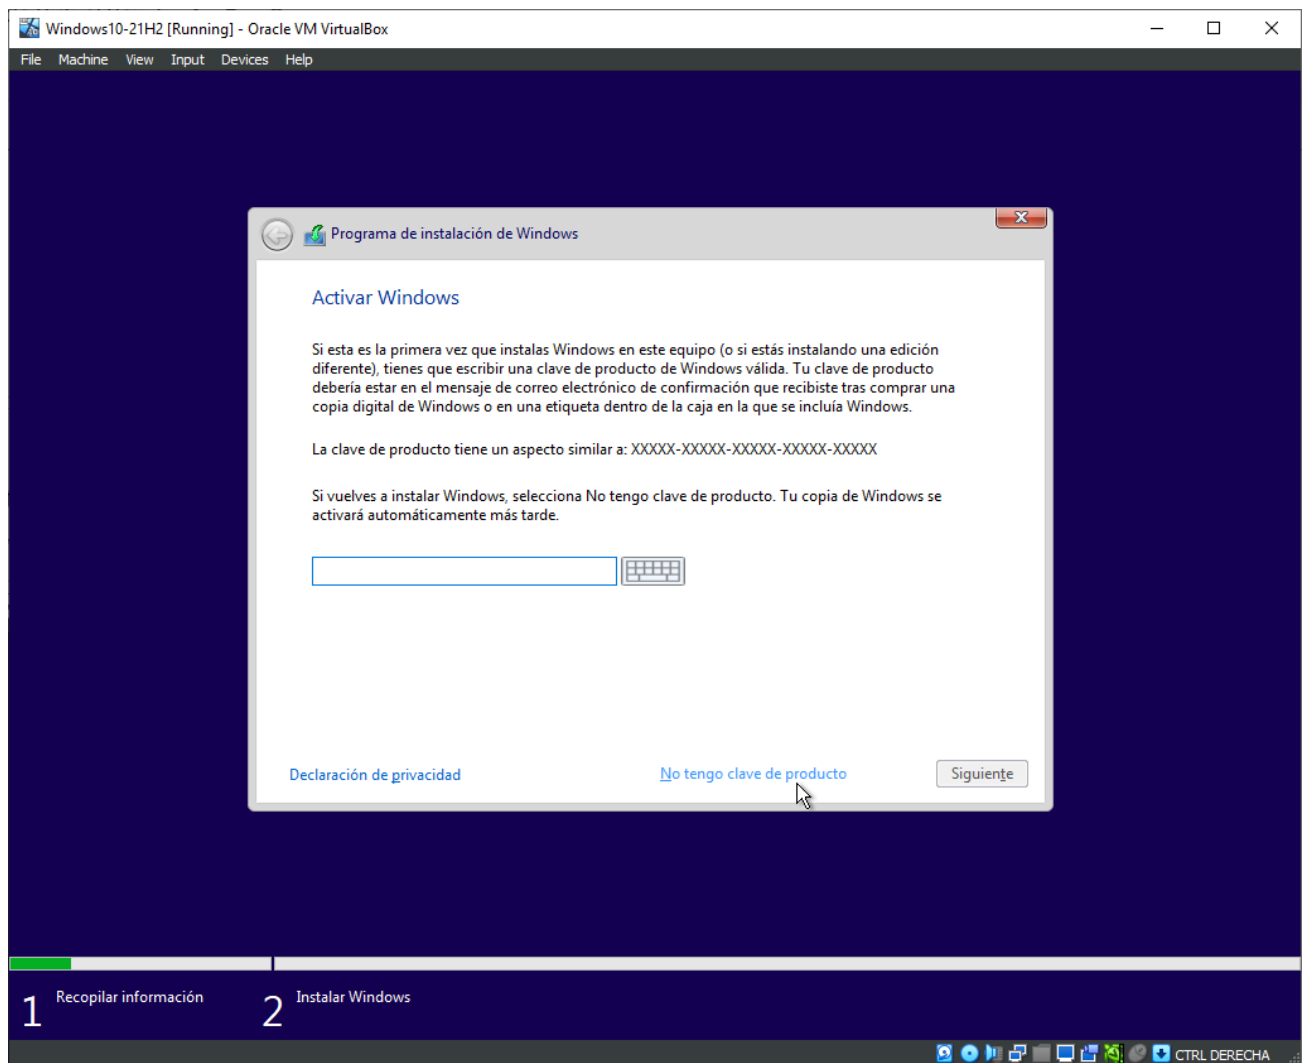 Windows10-21H2 [Running] - Oracle VM VirtualBox
File Machine View Input Devices Help
Programa de instalación de Windows
X
Activar Windows
Si esta es la primera vez que instalas Windows en este equipo (o si estás instalando una edición
diferente), tienes que escribir una clave de producto de Windows válida. Tu clave de producto
debería estar en el mensaje de correo electrónico de confirmación que recibiste tras comprar una
copia digital de Windows o en una etiqueta dentro de la caja en la que se incluía Windows.
La clave de producto tiene un aspecto similar a: XXXXX-XXXXX-XXXXX-XXXXX-XXXXX
Si vuelves a instalar Windows, selecciona No tengo clave de producto. Tu copia de Windows se
activará automáticamente más tarde.
Declaración de privacidad No tengo clave de producto Siguiente
1 Recopilar información 2 Instalar Windows
CTRL DERECHA